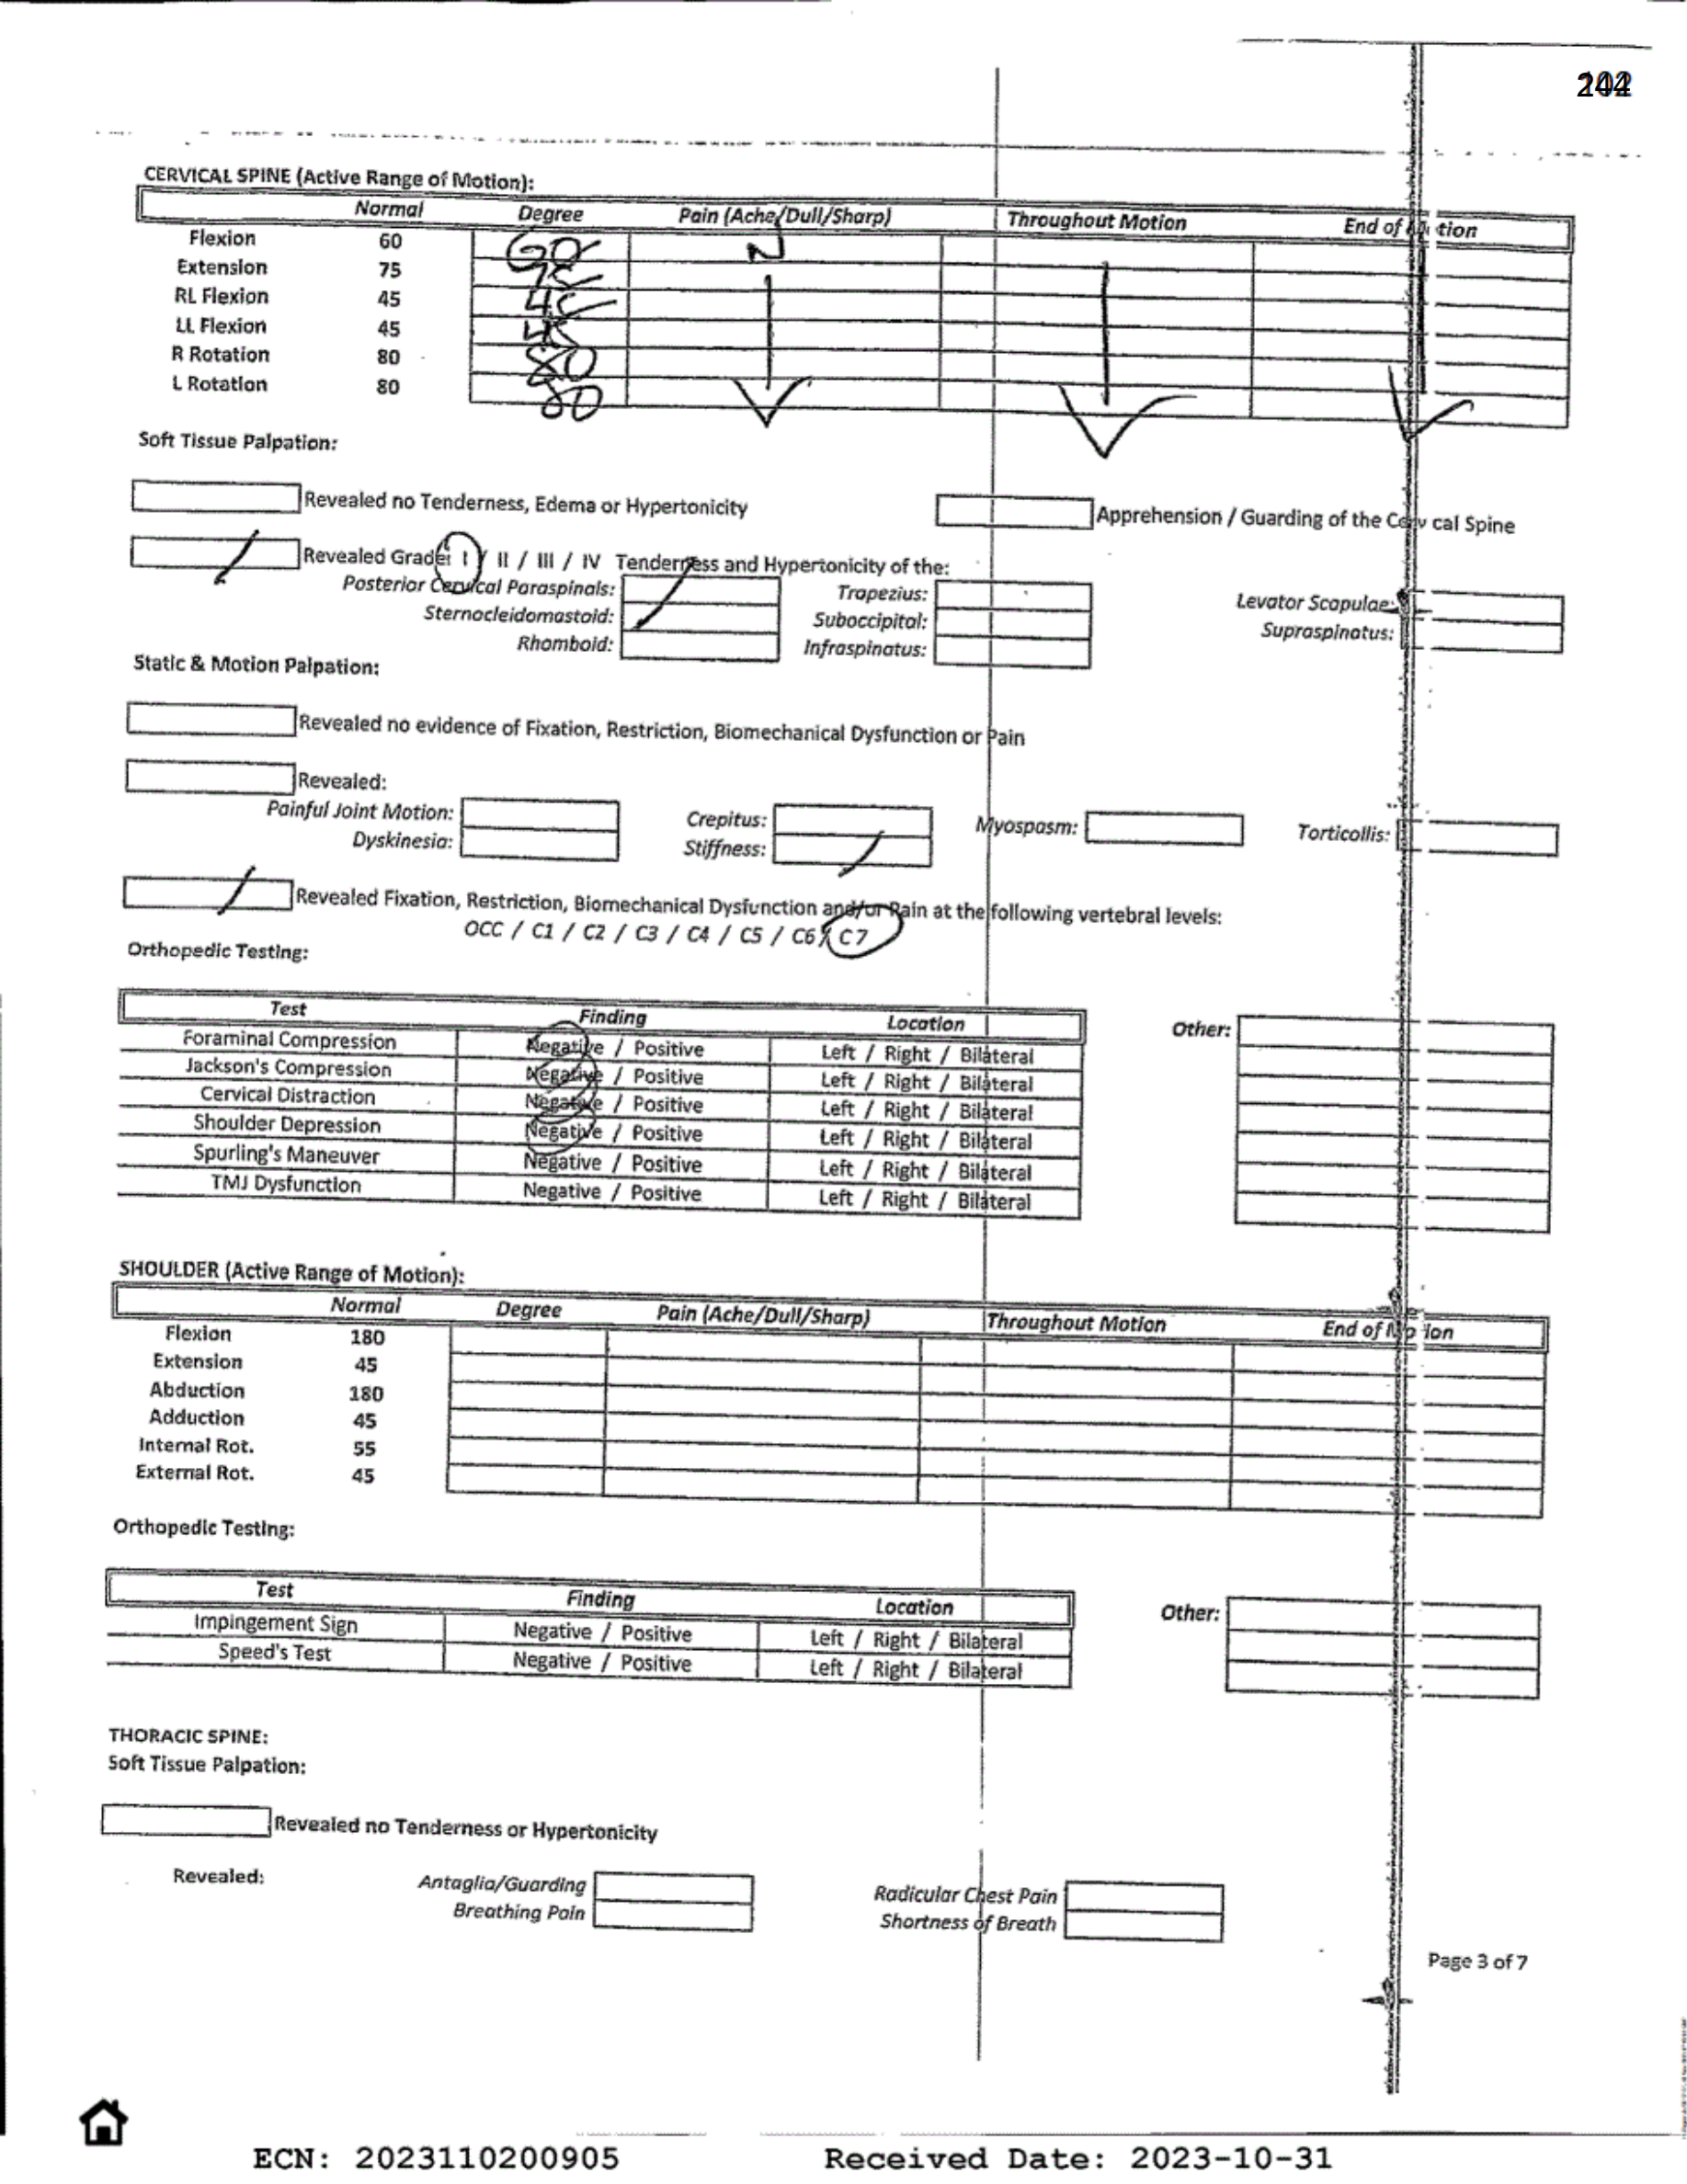 CERVICAL SPINE (Active Range of Motion):
Normal Degree Pain (Ache/Dull/Sharp) Throughout Motion End of Motion
Flexion 60 60 N
Extension 75 75
RL Flexion 45 45
LL Flexion 45 45
R Rotation 80 80
L Rotation 80 80
Soft Tissue Palpation:
Revealed no Tenderness, Edema or Hypertonicity Apprehension / Guarding of the Cervical Spine
Revealed Grade: I / II / III / IV Tenderness and Hypertonicity of the:
Posterior Cervical Paraspinals: Trapezius: Levator Scapulae:
Sternocleidomastoid: Suboccipital: Supraspinatus:
Rhomboid: Infraspinatus:
Static & Motion Palpation:
Revealed no evidence of Fixation, Restriction, Biomechanical Dysfunction or Pain
Revealed:
Painful Joint Motion: Crepitus: Myospasm: Torticollis:
Dyskinesia: Stiffness:
Revealed Fixation, Restriction, Biomechanical Dysfunction and/or Pain at the following vertebral levels:
OCC / C1 / C2 / C3 / C4 / C5 / C6 / C7
Orthopedic Testing:
Test Finding Location Other:
Foraminal Compression Negative / Positive Left / Right / Bilateral
Jackson's Compression Negative / Positive Left / Right / Bilateral
Cervical Distraction Negative / Positive Left / Right / Bilateral
Shoulder Depression Negative / Positive Left / Right / Bilateral
Spurling's Maneuver Negative / Positive Left / Right / Bilateral
TMJ Dysfunction Negative / Positive Left / Right / Bilateral
SHOULDER (Active Range of Motion):
Normal Degree Pain (Ache/Dull/Sharp) Throughout Motion End of Motion
Flexion 180
Extension 45
Abduction 180
Adduction 45
Internal Rot. 55
External Rot. 45
Orthopedic Testing:
Test Finding Location Other:
Impingement Sign Negative / Positive Left / Right / Bilateral
Speed's Test Negative / Positive Left / Right / Bilateral
THORACIC SPINE:
Soft Tissue Palpation:
Revealed no Tenderness or Hypertonicity
Revealed: Antaglia/Guarding Radicular Chest Pain
Breathing Pain Shortness of Breath
Page 3 of 7
ECN: 2023110200905 Received Date: 2023-10-31